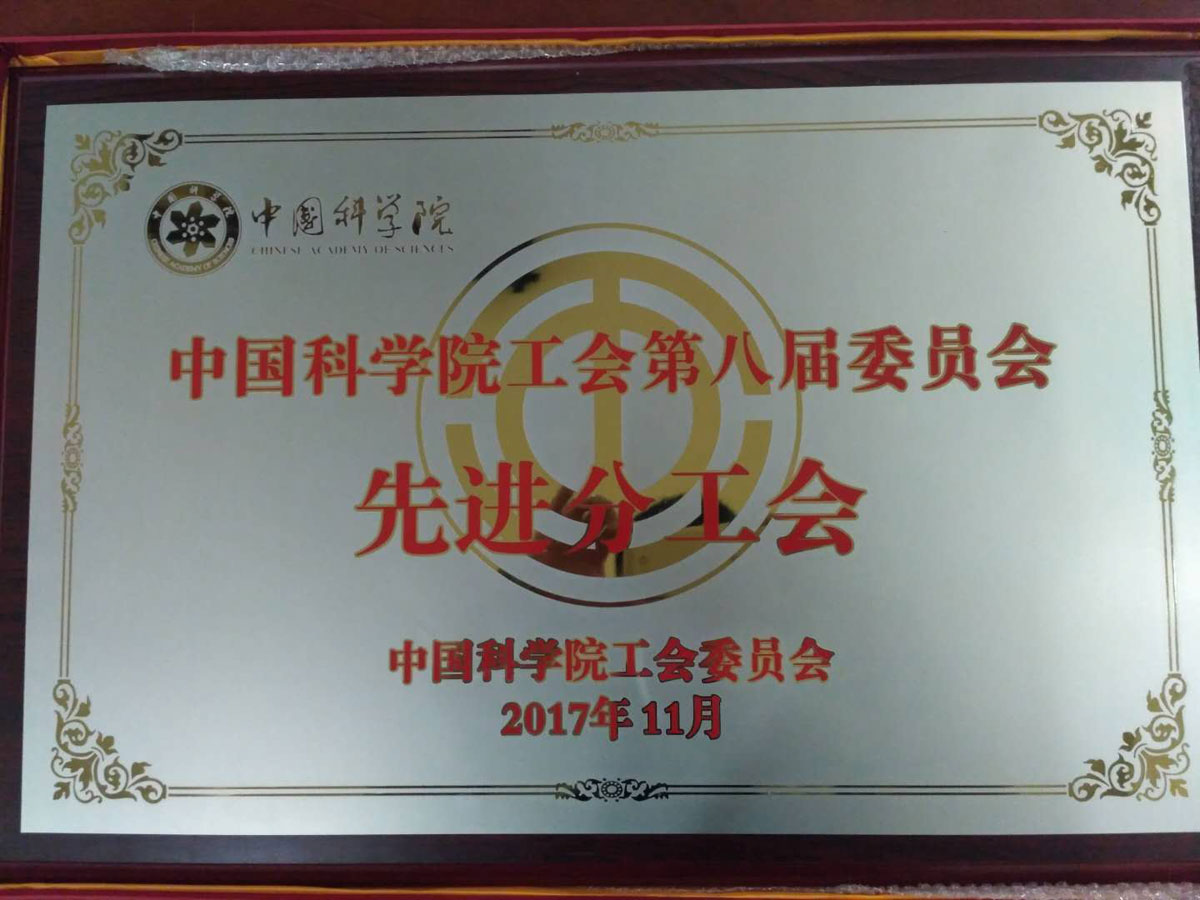 中国科学院
CHINESE ACADEMY OF SCIENCES
中国科学院工会第八届委员会
先进分工会
中国科学院工会委员会
2017年11月